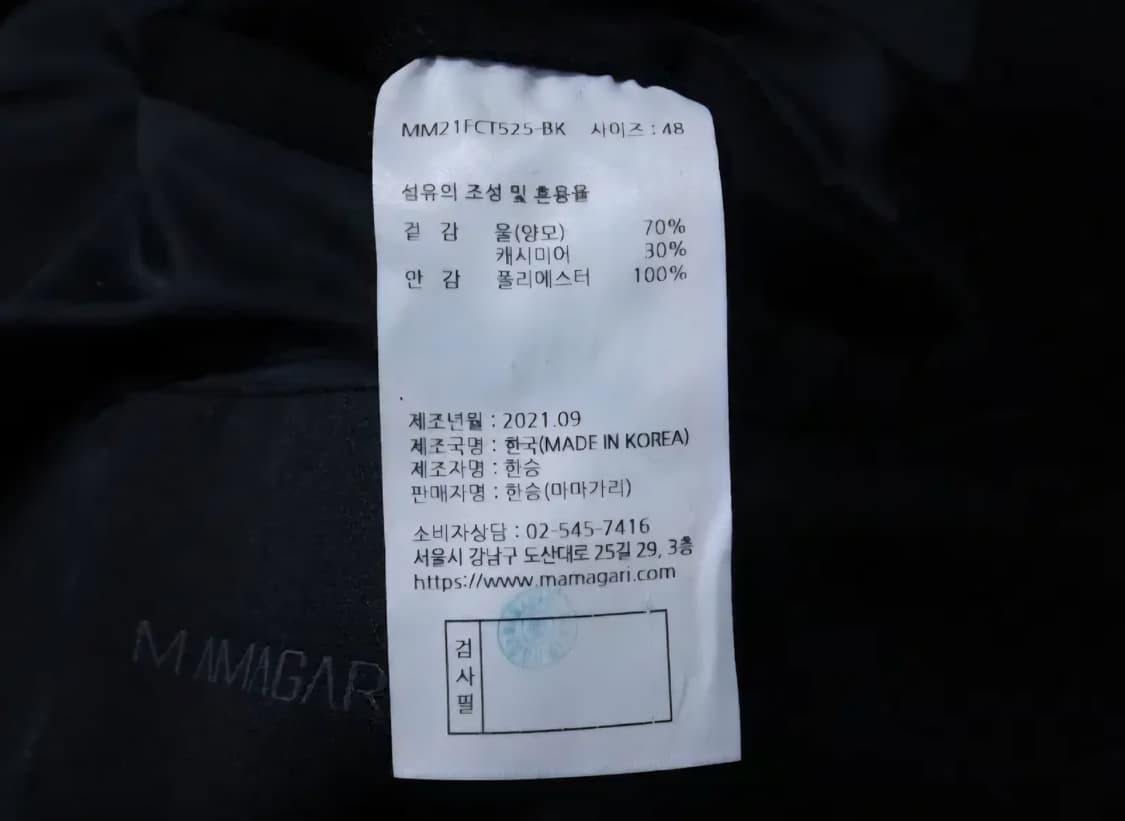 MM21FCT525-BK 사이즈 : 48
섬유의 조성 및 혼용율
겉 감 울(양모) 70%
캐시미어 30%
안 감 폴리에스터 100%
제조년월 : 2021.09
제조국명 : 한국(MADE IN KOREA)
제조자명 : 한승
판매자명 : 한승(마마가리)
소비자상담 : 02-545-7416
서울시 강남구 도산대로 25길 29, 3층
https://www.mamagari.com
검사필
MAMAGAR